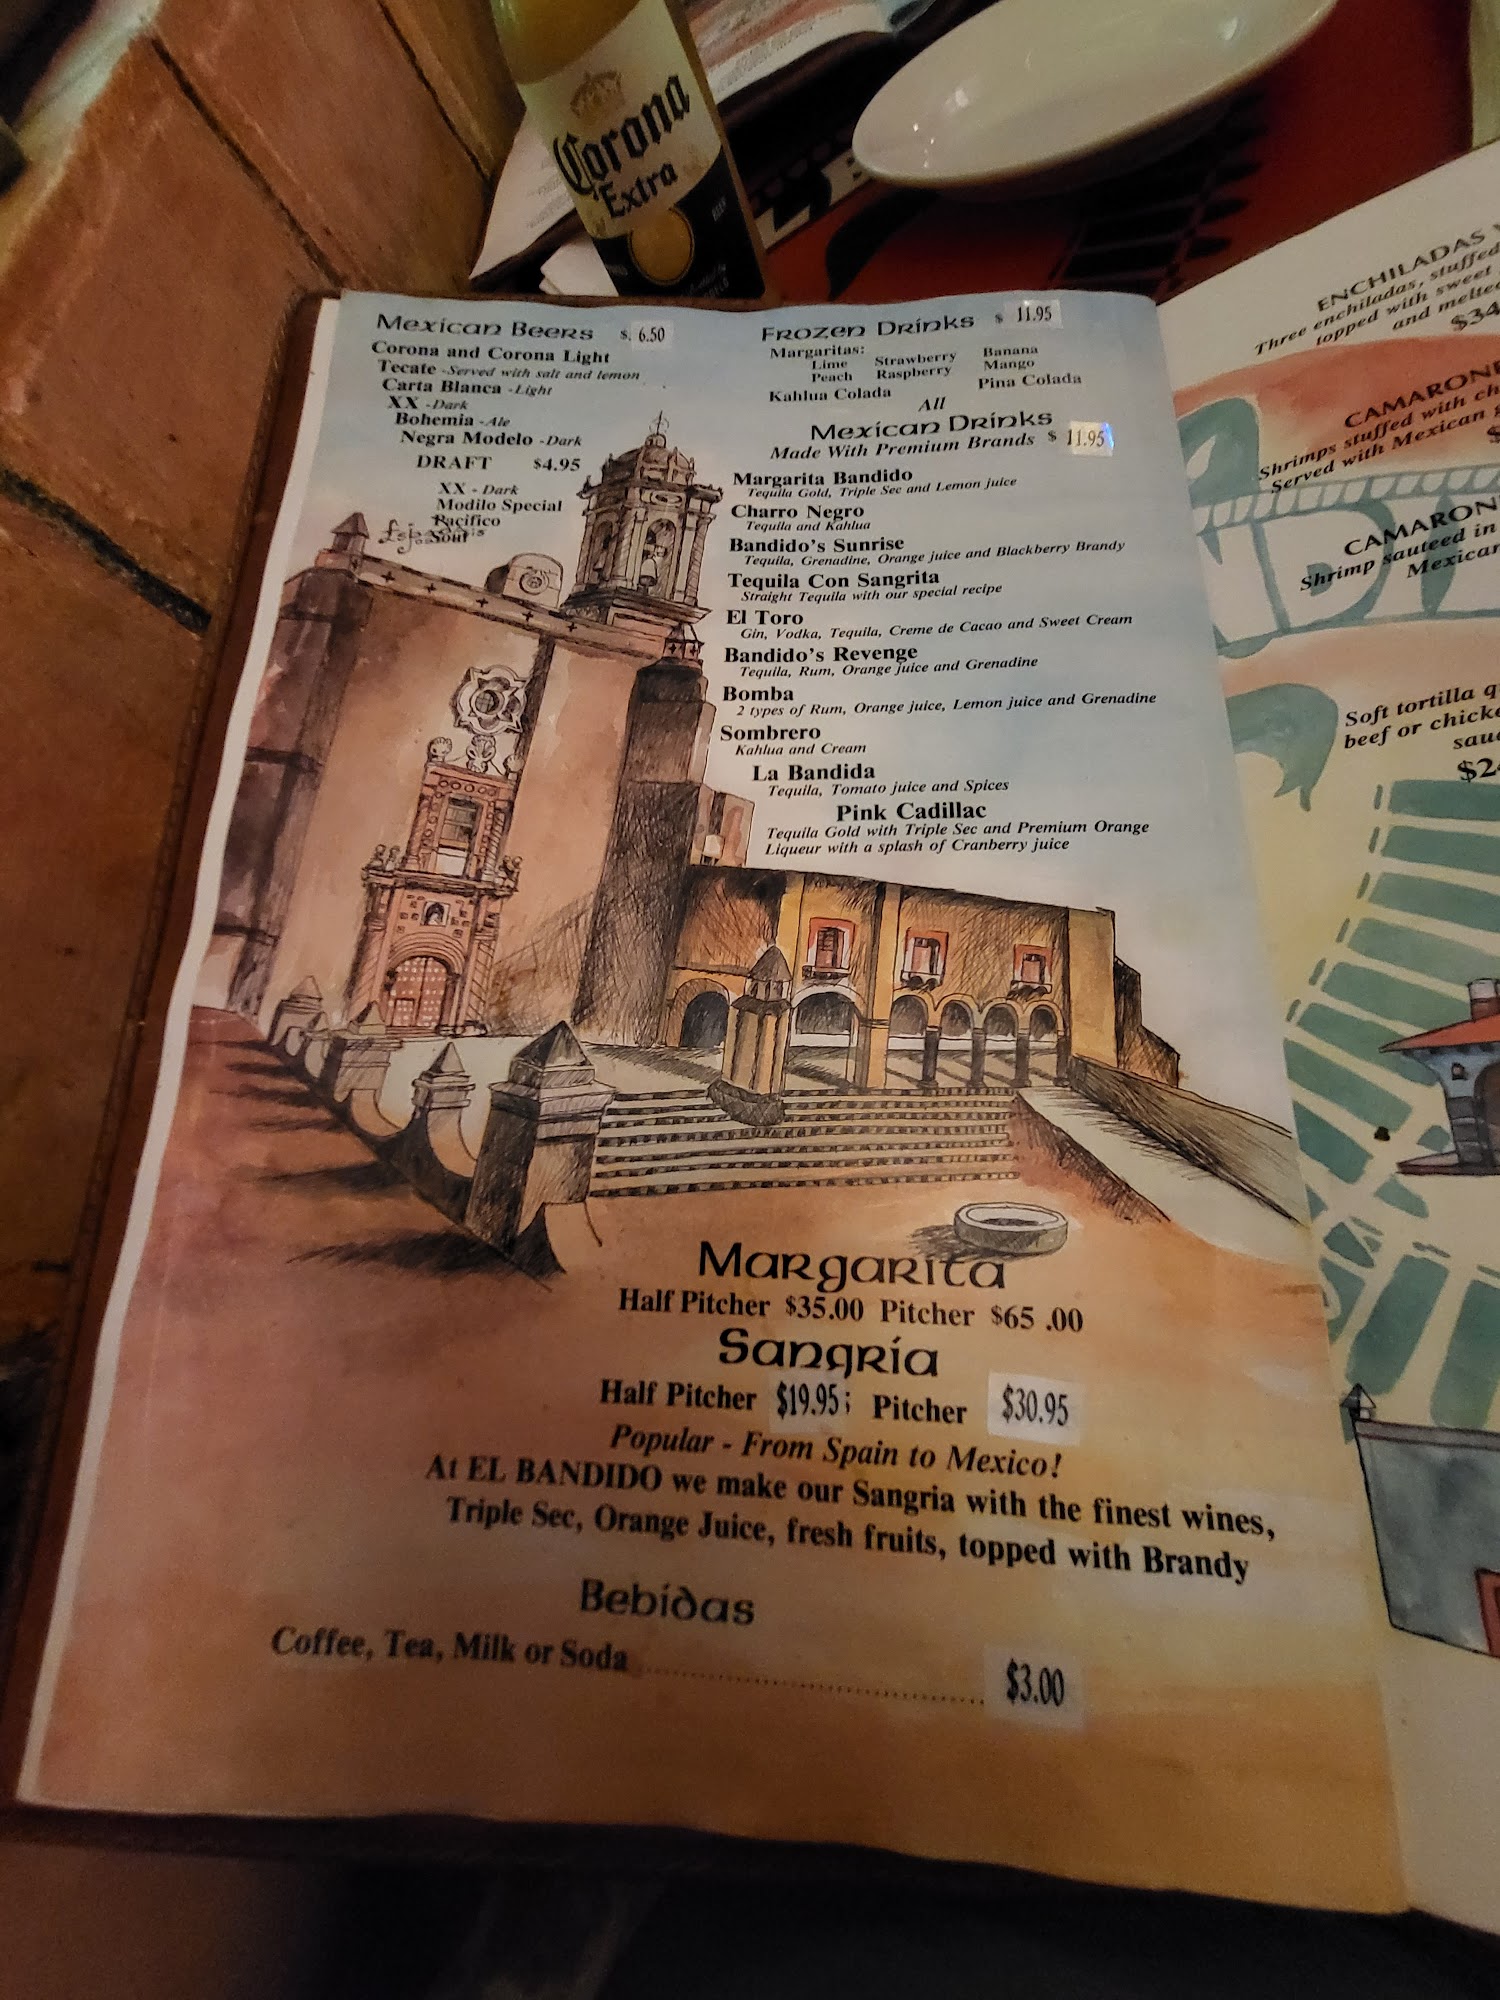 Corona
Extra
Mexican Beers $ 6.50
Corona and Corona Light
Tecate -Served with salt and lemon
Carta Blanca -Light
XX -Dark
Bohemia -Ale
Negra Modelo -Dark
DRAFT $4.95
XX - Dark
Modilo Special
Pacifico
Soul
Frozen Drinks $ 11.95
Margaritas:
Lime Strawberry Banana
Peach Raspberry Mango
Kahlua Colada Pina Colada
All
Mexican Drinks
Made With Premium Brands $ 11.95
Margarita Bandido
Tequila Gold, Triple Sec and Lemon juice
Charro Negro
Tequila and Kahlua
Bandido's Sunrise
Tequila, Grenadine, Orange juice and Blackberry Brandy
Tequila Con Sangrita
Straight Tequila with our special recipe
El Toro
Gin, Vodka, Tequila, Creme de Cacao and Sweet Cream
Bandido's Revenge
Tequila, Rum, Orange juice and Grenadine
Bomba
2 types of Rum, Orange juice, Lemon juice and Grenadine
Sombrero
Kahlua and Cream
La Bandida
Tequila, Tomato juice and Spices
Pink Cadillac
Tequila Gold with Triple Sec and Premium Orange
Liqueur with a splash of Cranberry juice
Margarita
Half Pitcher $35.00 Pitcher $65 .00
Sangría
Half Pitcher $19.95; Pitcher $30.95
Popular - From Spain to Mexico!
At EL BANDIDO we make our Sangria with the finest wines,
Triple Sec, Orange Juice, fresh fruits, topped with Brandy
Bebidas
Coffee, Tea, Milk or Soda ........................ $3.00
ENCHILADAS
Three enchiladas, stuffed
topped with sweet
and melted
$34
Shrimps stuffed with
Served with Mexican
Shrimp sauteed in
Soft tortilla
beef or